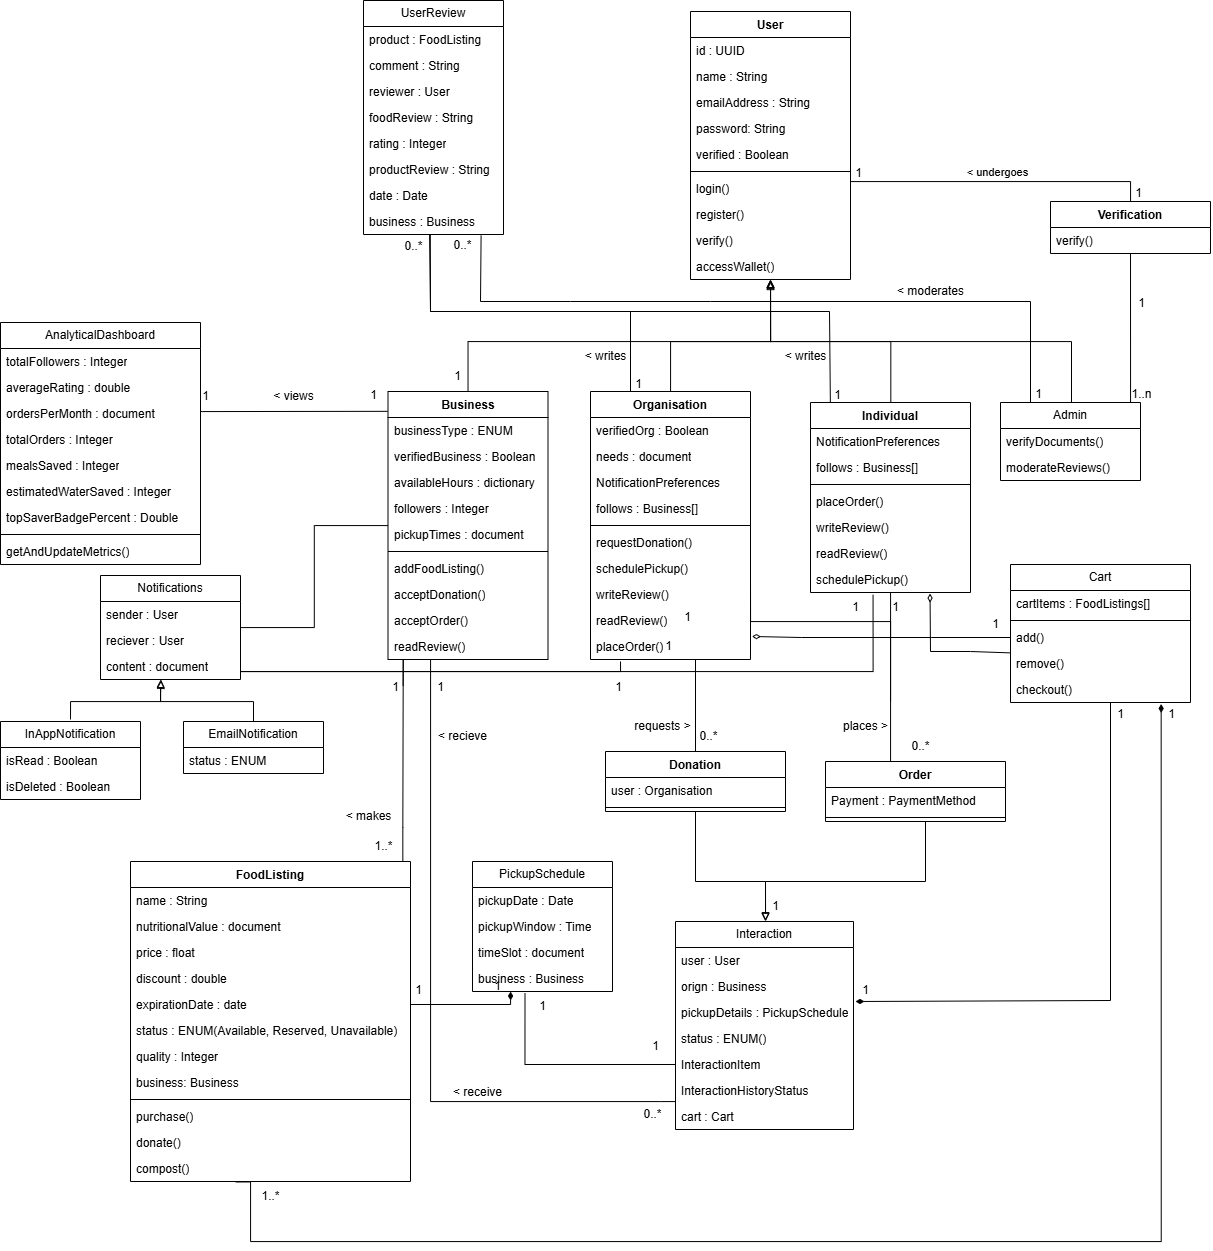 UserReview
product : FoodListing
comment : String
reviewer : User
foodReview : String
rating : Integer
productReview : String
date : Date
business : Business
0..*
0..*
User
id : UUID
name : String
emailAddress : String
password: String
verified : Boolean
login()
register()
verify()
accessWallet()
1
< undergoes
1
Verification
verify()
< moderates
1
AnalyticalDashboard
totalFollowers : Integer
averageRating : double
ordersPerMonth : document
totalOrders : Integer
mealsSaved : Integer
estimatedWaterSaved : Integer
topSaverBadgePercent : Double
getAndUpdateMetrics()
1
< views
1
1
< writes
1
< writes
1
1
1..n
Business
businessType : ENUM
verifiedBusiness : Boolean
availableHours : dictionary
followers : Integer
pickupTimes : document
addFoodListing()
acceptDonation()
acceptOrder()
readReview()
Organisation
verifiedOrg : Boolean
needs : document
NotificationPreferences
follows : Business[]
requestDonation()
schedulePickup()
writeReview()
readReview()
1
placeOrder()
1
Individual
NotificationPreferences
follows : Business[]
placeOrder()
writeReview()
readReview()
schedulePickup()
1
1
Admin
verifyDocuments()
moderateReviews()
Cart
cartItems : FoodListings[]
add()
remove()
checkout()
1
1
1
Notifications
sender : User
reciever : User
content : document
InAppNotification
isRead : Boolean
isDeleted : Boolean
EmailNotification
status : ENUM
1
1
1
< recieve
requests >
0..*
places >
0..*
Donation
user : Organisation
Order
Payment : PaymentMethod
< makes
1..*
FoodListing
name : String
nutritionalValue : document
price : float
discount : double
expirationDate : date
status : ENUM(Available, Reserved, Unavailable)
quality : Integer
business: Business
purchase()
donate()
compost()
1..*
1
PickupSchedule
pickupDate : Date
pickupWindow : Time
timeSlot : document
business : Business
1
1
1
< receive
0..*
1
Interaction
user : User
orign : Business
pickupDetails : PickupSchedule
status : ENUM()
InteractionItem
InteractionHistoryStatus
cart : Cart
1